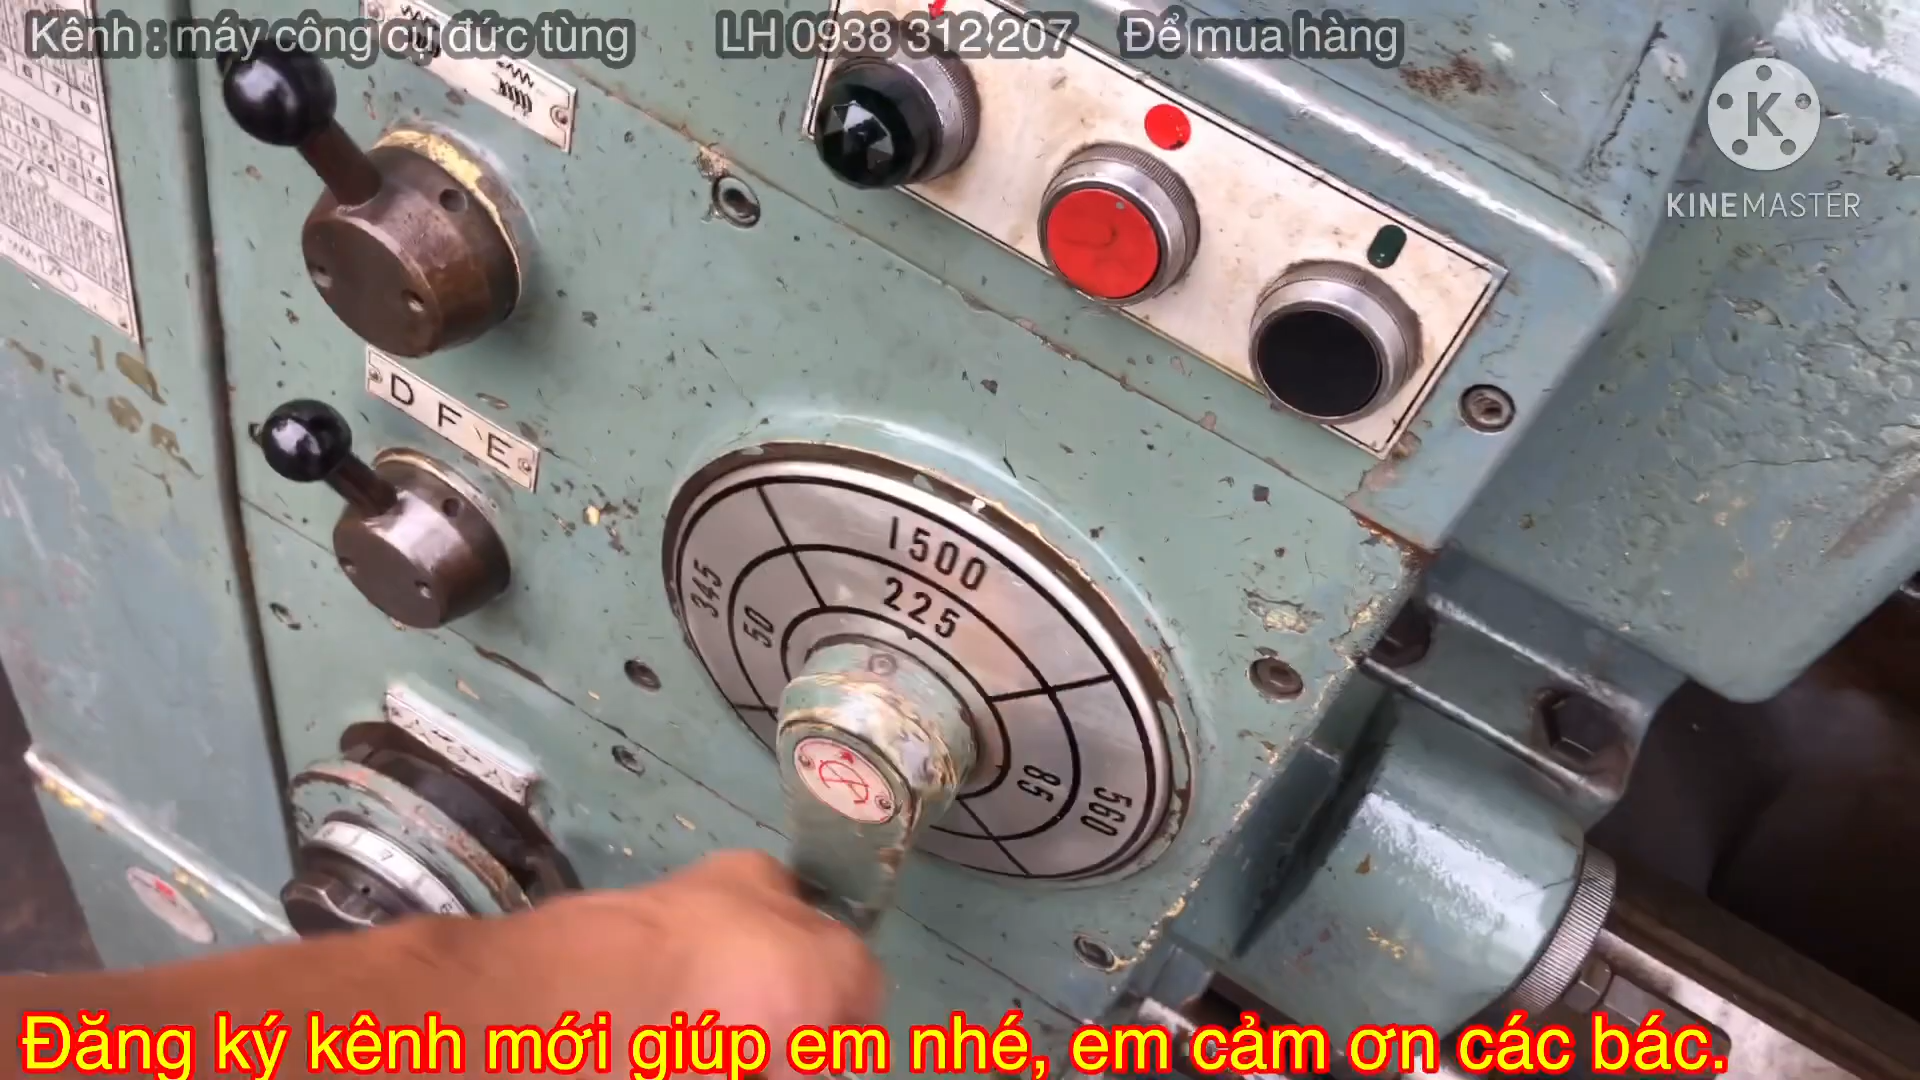 Kênh : máy công cụ đức tùng LH 0938 312 207 Để mua hàng
K
KINEMASTER
D F E
1500
225
345
50
85
560
Đăng ký kênh mới giúp em nhé, em cảm ơn các bác.